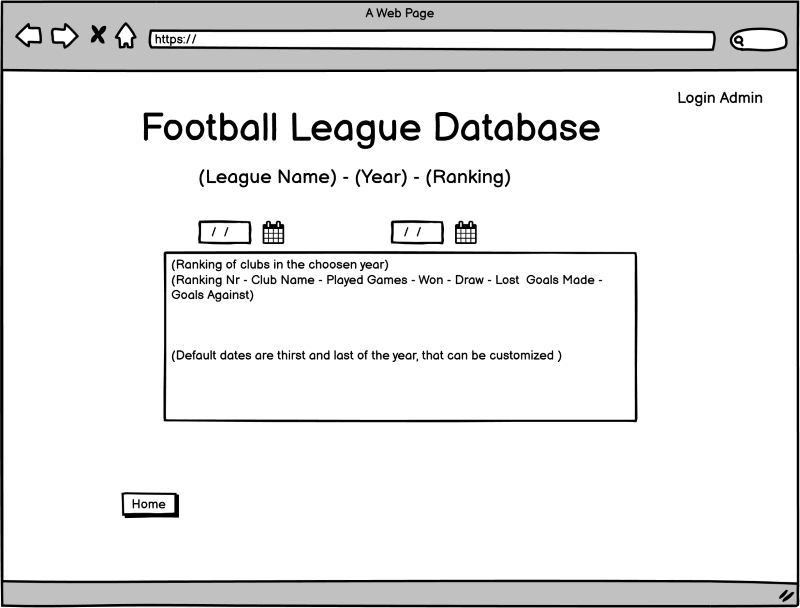 A Web Page
https://
Login Admin
Football League Database
(League Name) - (Year) - (Ranking)
/ / / /
(Ranking of clubs in the choosen year)
(Ranking Nr - Club Name - Played Games - Won - Draw - Lost Goals Made -
Goals Against)
(Default dates are thirst and last of the year, that can be customized )
Home